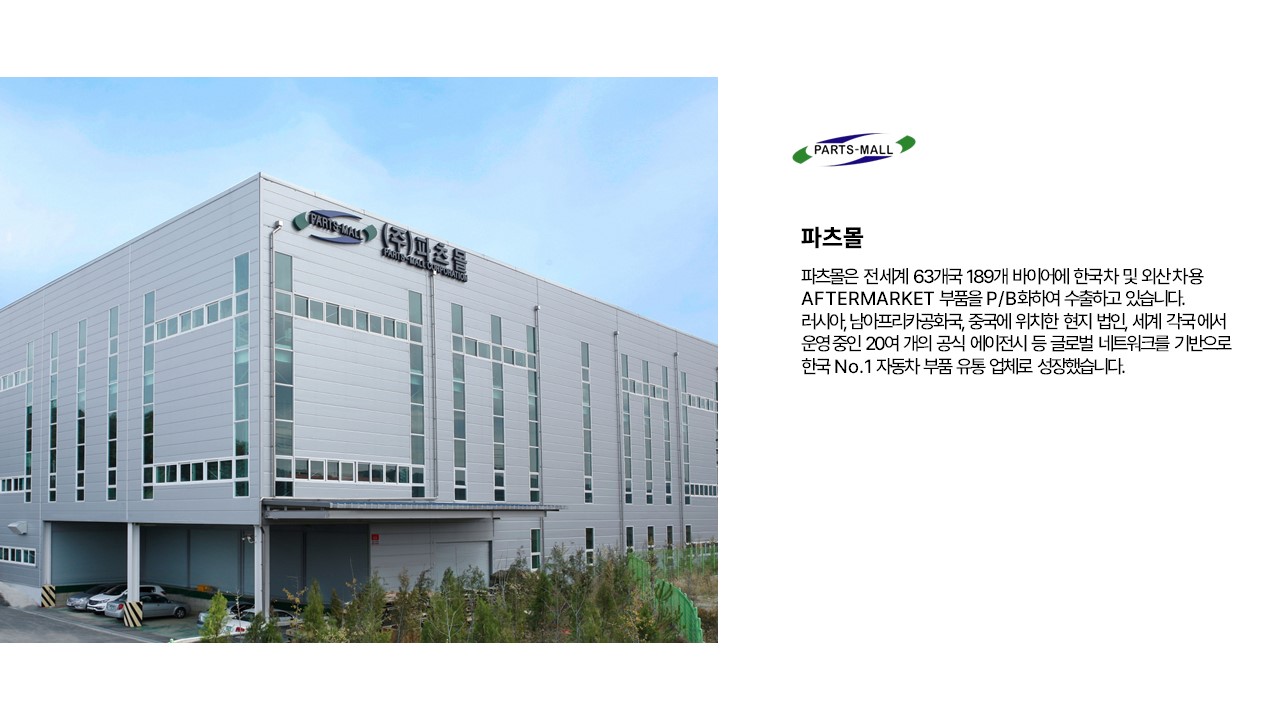 PARTS-MALL
(주)파츠몰
PARTS-MALL CORPORATION
PARTS-MALL
파츠몰
파츠몰은 전세계 63개국 189개 바이어에 한국차 및 외산차용
AFTERMARKET 부품을 P/B화하여 수출하고 있습니다.
러시아, 남아프리카공화국, 중국에 위치한 현지 법인, 세계 각국에서
운영 중인 20여 개의 공식 에이전시 등 글로벌 네트워크를 기반으로
한국 No.1 자동차 부품 유통 업체로 성장했습니다.